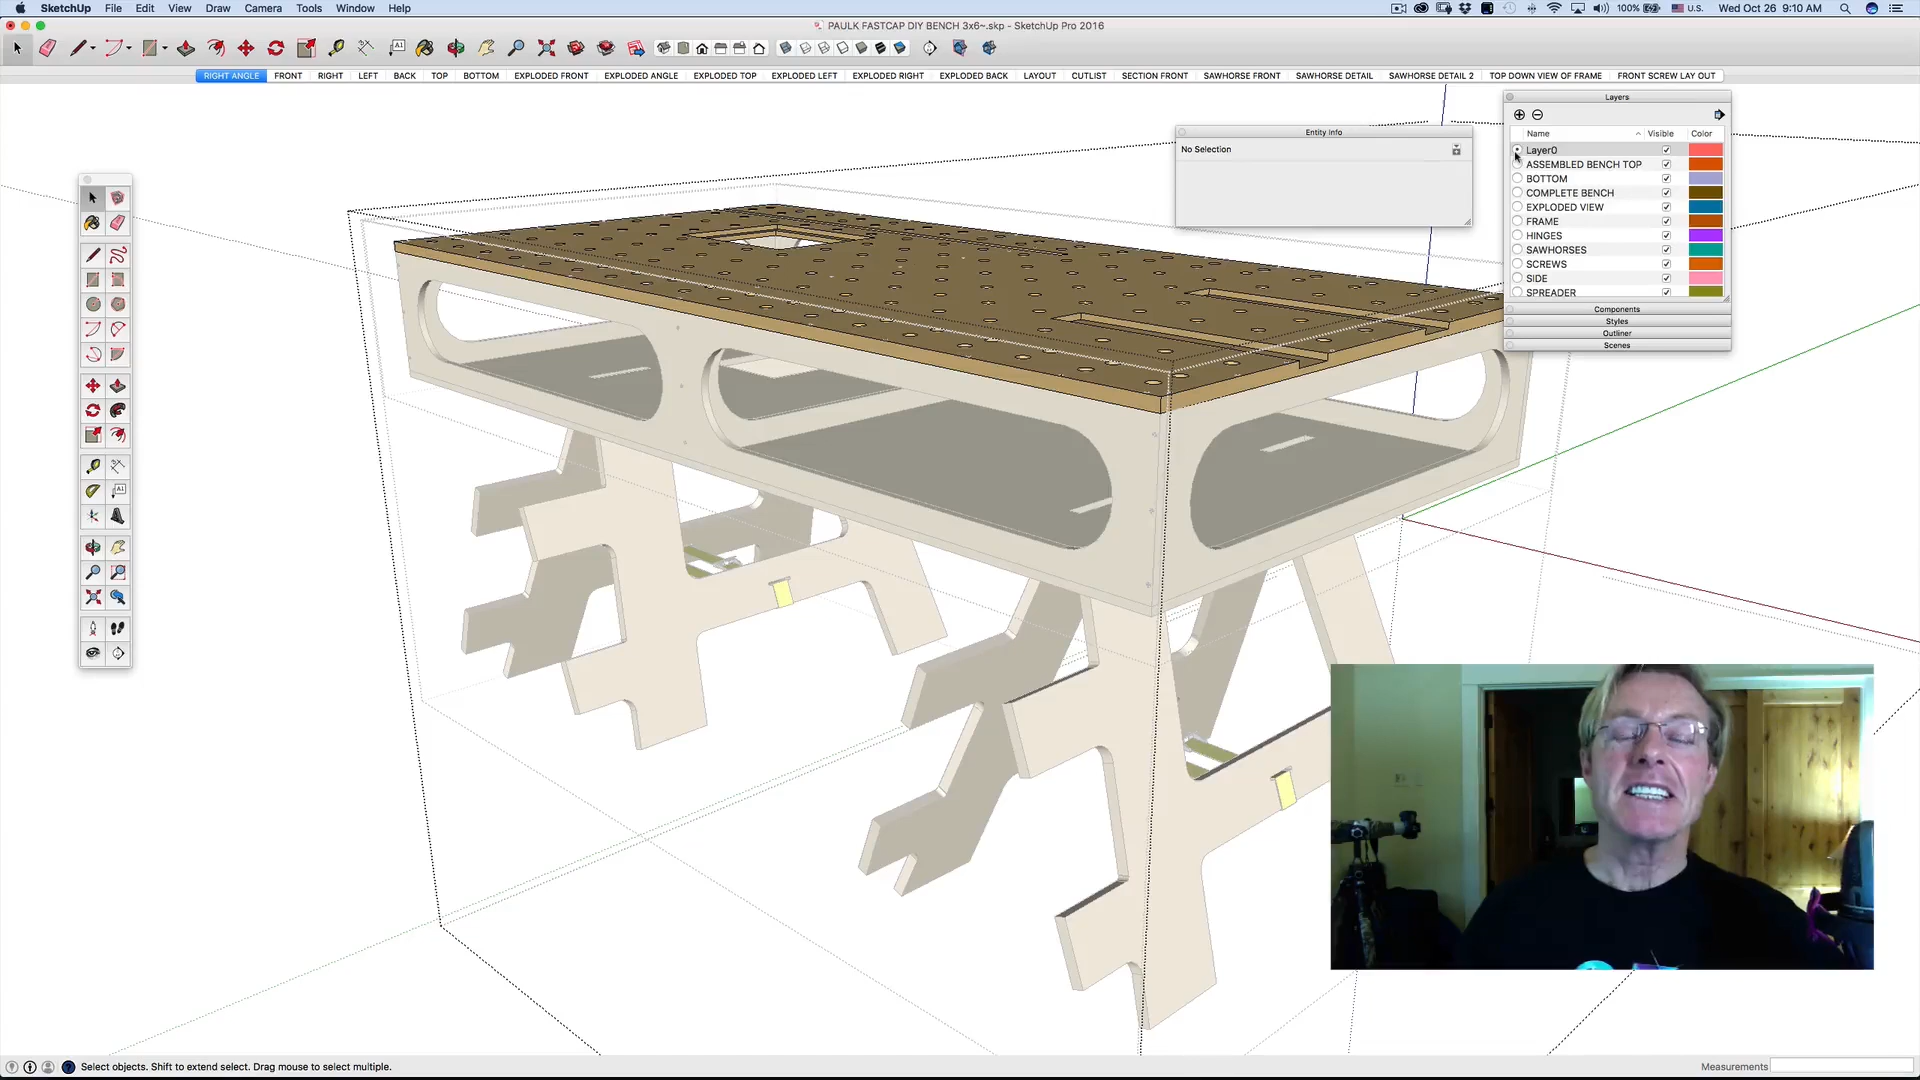 SketchUp File Edit View Draw Camera Tools Window Help
100% U.S. Wed Oct 26 9:10 AM
PAULK FASTCAP DIY BENCH 3x6~.skp - SketchUp Pro 2016
A1
RIGHT ANGLE FRONT RIGHT LEFT BACK TOP BOTTOM EXPLODED FRONT EXPLODED ANGLE EXPLODED TOP EXPLODED LEFT EXPLODED RIGHT EXPLODED BACK LAYOUT CUTLIST SECTION FRONT SAWHORSE FRONT SAWHORSE DETAIL SAWHORSE DETAIL 2 TOP DOWN VIEW OF FRAME FRONT SCREW LAY OUT
Layers
Name Visible Color
Layer0
ASSEMBLED BENCH TOP
BOTTOM
COMPLETE BENCH
EXPLODED VIEW
FRAME
HINGES
SAWHORSES
SCREWS
SIDE
SPREADER
Components
Styles
Outliner
Scenes
Entity Info
No Selection
A1
Select objects. Shift to extend select. Drag mouse to select multiple.
Measurements